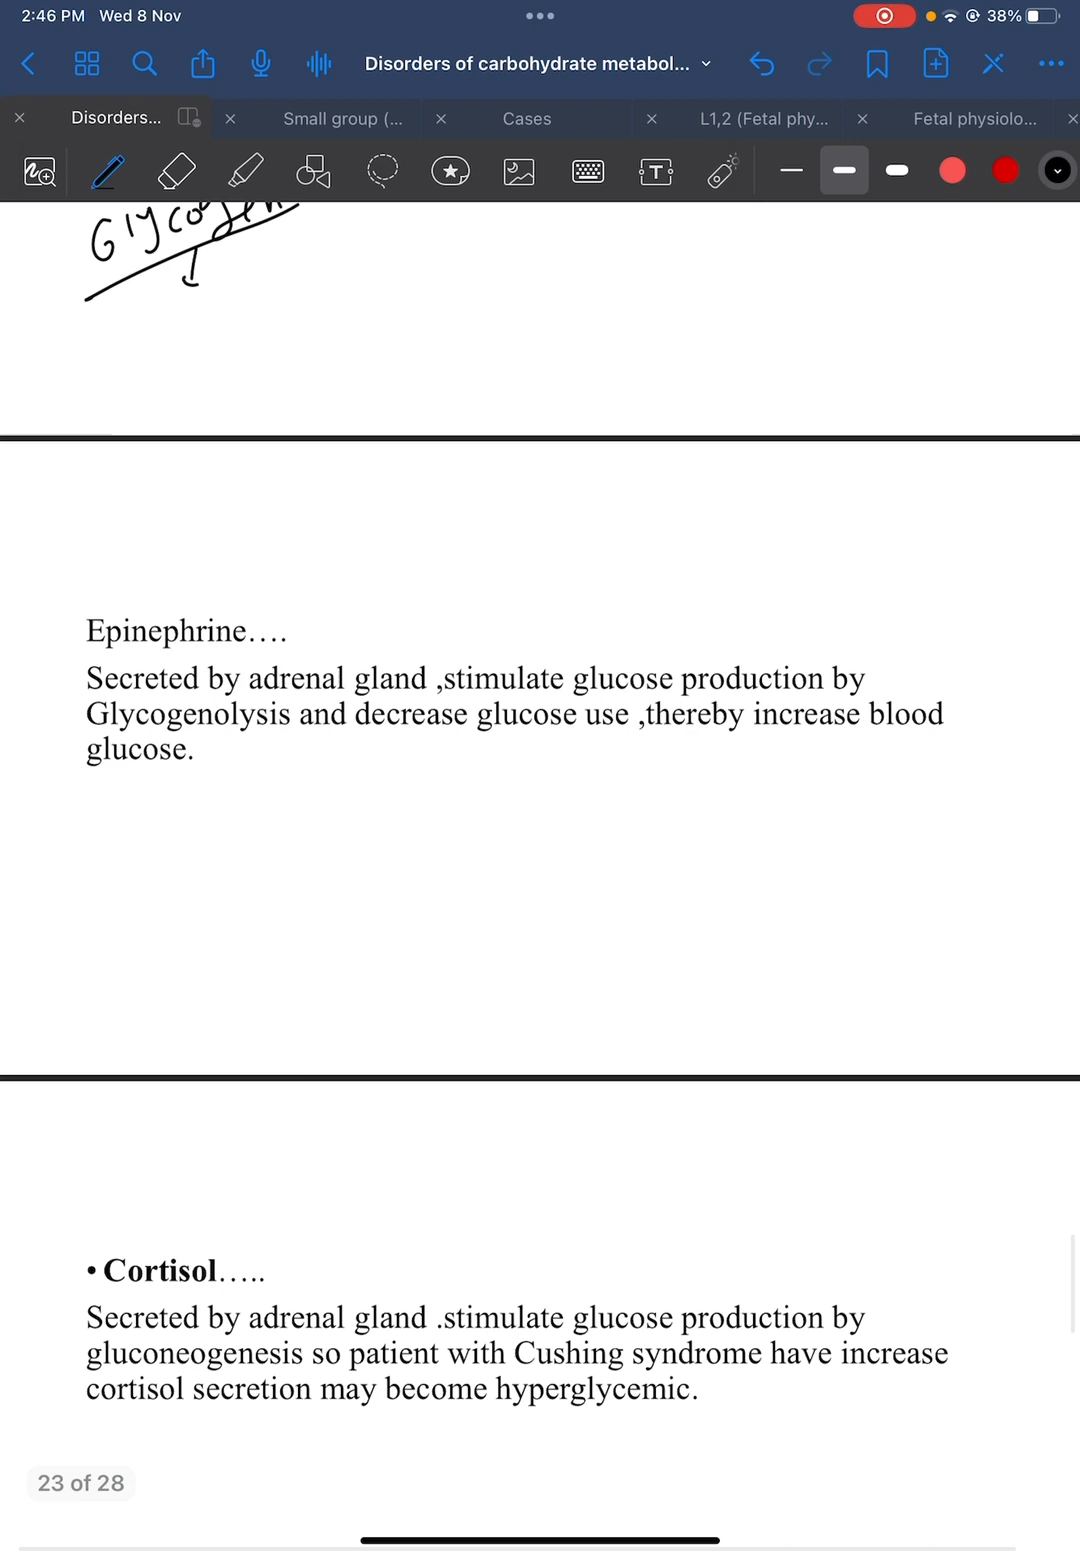 2:46 PM Wed 8 Nov
38%
Disorders of carbohydrate metabol...
Disorders...
Small group (...
Cases
L1,2 (Fetal phy...
Fetal physiolo...
Glycogen
Epinephrine....
Secreted by adrenal gland ,stimulate glucose production by
Glycogenolysis and decrease glucose use ,thereby increase blood
glucose.
• Cortisol.....
Secreted by adrenal gland .stimulate glucose production by
gluconeogenesis so patient with Cushing syndrome have increase
cortisol secretion may become hyperglycemic.
23 of 28